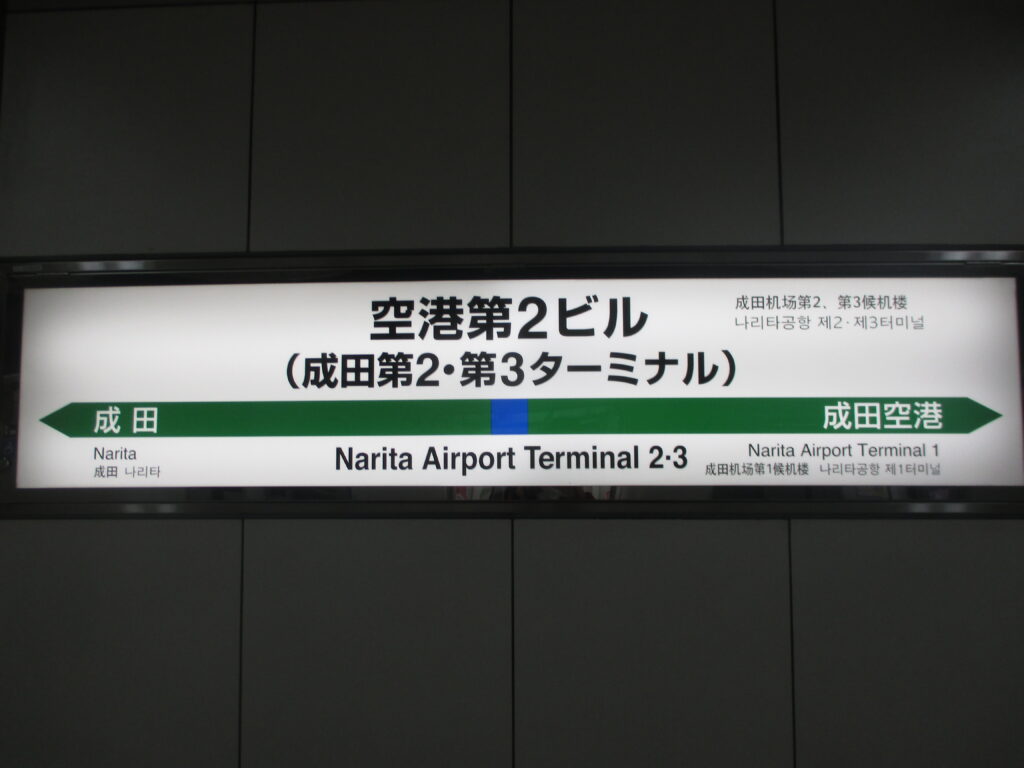 空港第2ビル
(成田第2・第3ターミナル)
成田机场第2、第3候机楼
나리타공항 제2·제3터미널
成田
成田空港
Narita
成田 나리타
Narita Airport Terminal 2·3
Narita Airport Terminal 1
成田机场第1候机楼 나리타공항 제1터미널